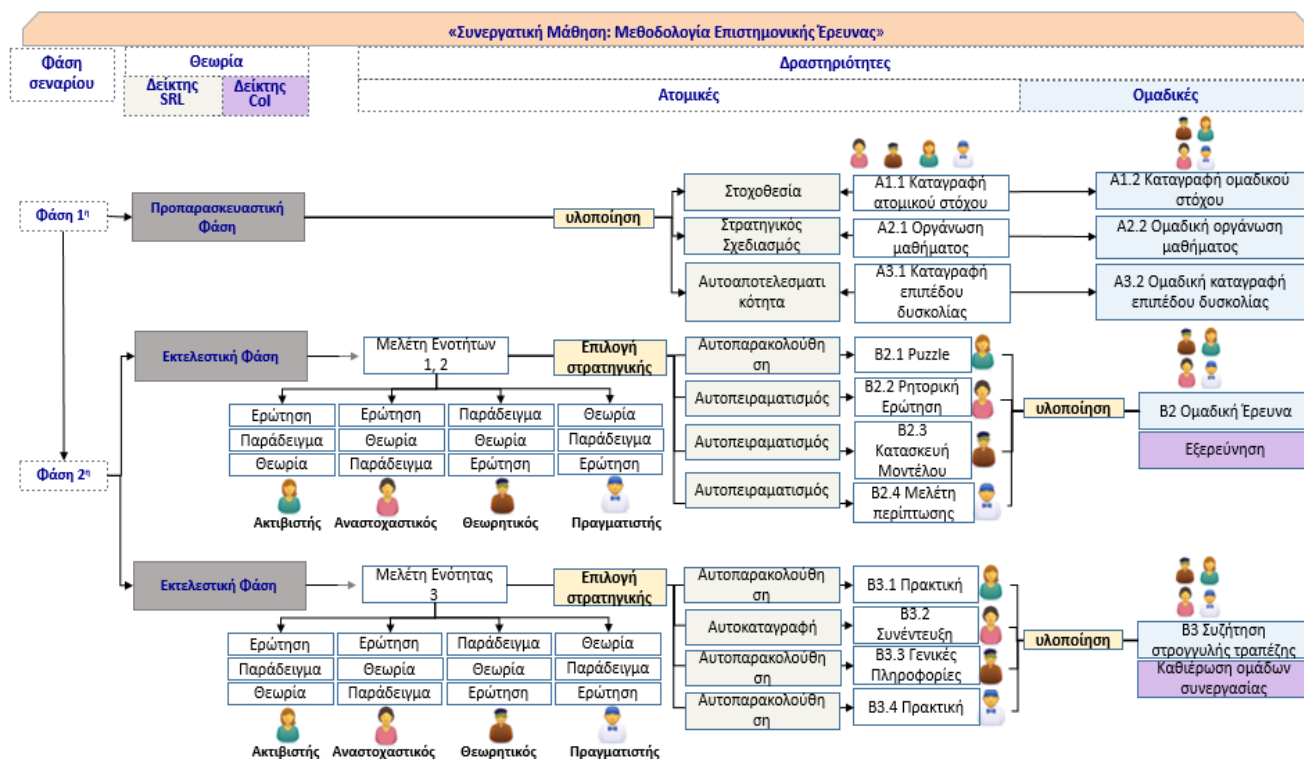 «Συνεργατική Μάθηση: Μεθοδολογία Επιστημονικής Έρευνας»
Φάση
σεναρίου
Θεωρία
Δραστηριότητες
Δείκτης
SRL
Δείκτης
CoI
Ατομικές
Ομαδικές
Φάση 1η
Προπαρασκευαστική
Φάση
υλοποίηση
Στοχοθεσία
Α1.1 Καταγραφή
ατομικού στόχου
Α1.2 Καταγραφή ομαδικού
στόχου
Στρατηγικός
Σχεδιασμός
Α2.1 Οργάνωση
μαθήματος
Α2.2 Ομαδική οργάνωση
μαθήματος
Αυτοαποτελεσματι
κότητα
Α3.1 Καταγραφή
επιπέδου
δυσκολίας
Α3.2 Ομαδική καταγραφή
επιπέδου δυσκολίας
Φάση 2η
Εκτελεστική Φάση
Μελέτη Ενοτήτων
1, 2
Επιλογή
στρατηγικής
Ερώτηση
Παράδειγμα
Θεωρία
Ακτιβιστής
Ερώτηση
Θεωρία
Παράδειγμα
Αναστοχαστικός
Παράδειγμα
Θεωρία
Ερώτηση
Θεωρητικός
Θεωρία
Παράδειγμα
Ερώτηση
Πραγματιστής
Αυτοπαρακολούθη
ση
Β2.1 Puzzle
Αυτοπειραματισμός
Β2.2 Ρητορική
Ερώτηση
Αυτοπειραματισμός
Β2.3
Κατασκευή
Μοντέλου
Αυτοπειραματισμός
Β2.4 Μελέτη
περίπτωσης
υλοποίηση
Β2 Ομαδική Έρευνα
Εξερεύνηση
Εκτελεστική Φάση
Μελέτη Ενότητας
3
Επιλογή
στρατηγικής
Ερώτηση
Παράδειγμα
Θεωρία
Ακτιβιστής
Ερώτηση
Θεωρία
Παράδειγμα
Αναστοχαστικός
Παράδειγμα
Θεωρία
Ερώτηση
Θεωρητικός
Θεωρία
Παράδειγμα
Ερώτηση
Πραγματιστής
Αυτοπαρακολούθη
ση
Β3.1 Πρακτική
Αυτοκαταγραφή
Β3.2
Συνέντευξη
Αυτοπαρακολούθη
ση
Β3.3 Γενικές
Πληροφορίες
Αυτοπαρακολούθη
ση
Β3.4 Πρακτική
υλοποίηση
Β3 Συζήτηση
στρογγυλής τραπέζης
Καθιέρωση ομάδων
συνεργασίας